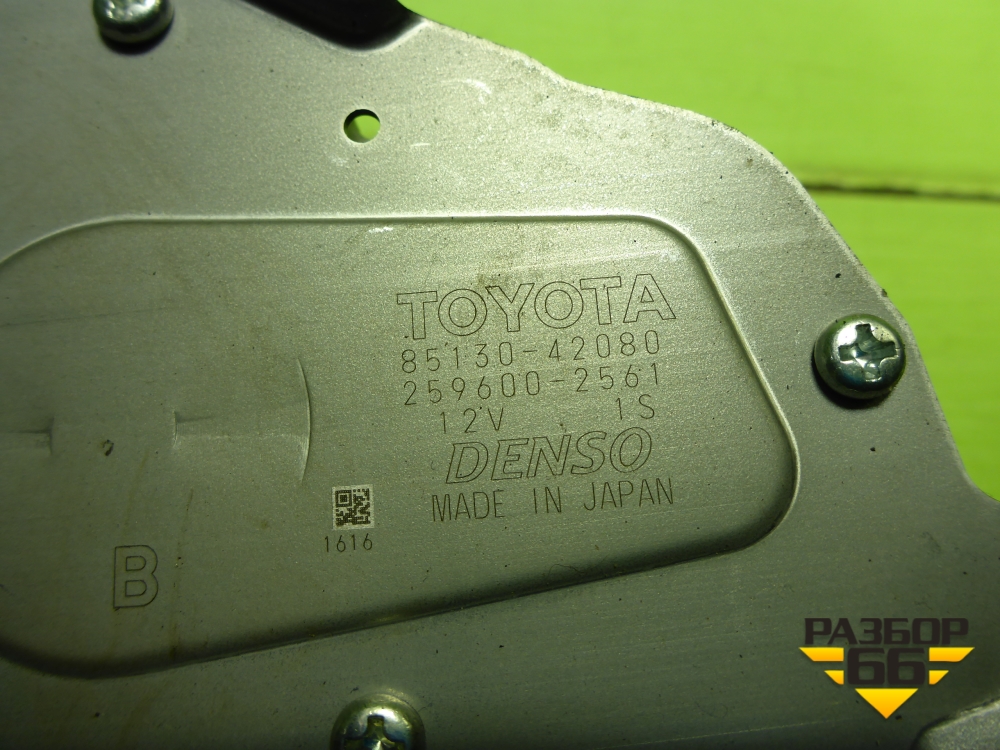 TOYOTA
85130-42080
259600-2561
12V 1S
DENSO
MADE IN JAPAN
1616
B
РАЗБОР
66